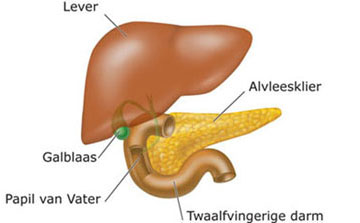 Lever
Alvleesklier
Galblaas
Papil van Vater
Twaalfvingerige darm